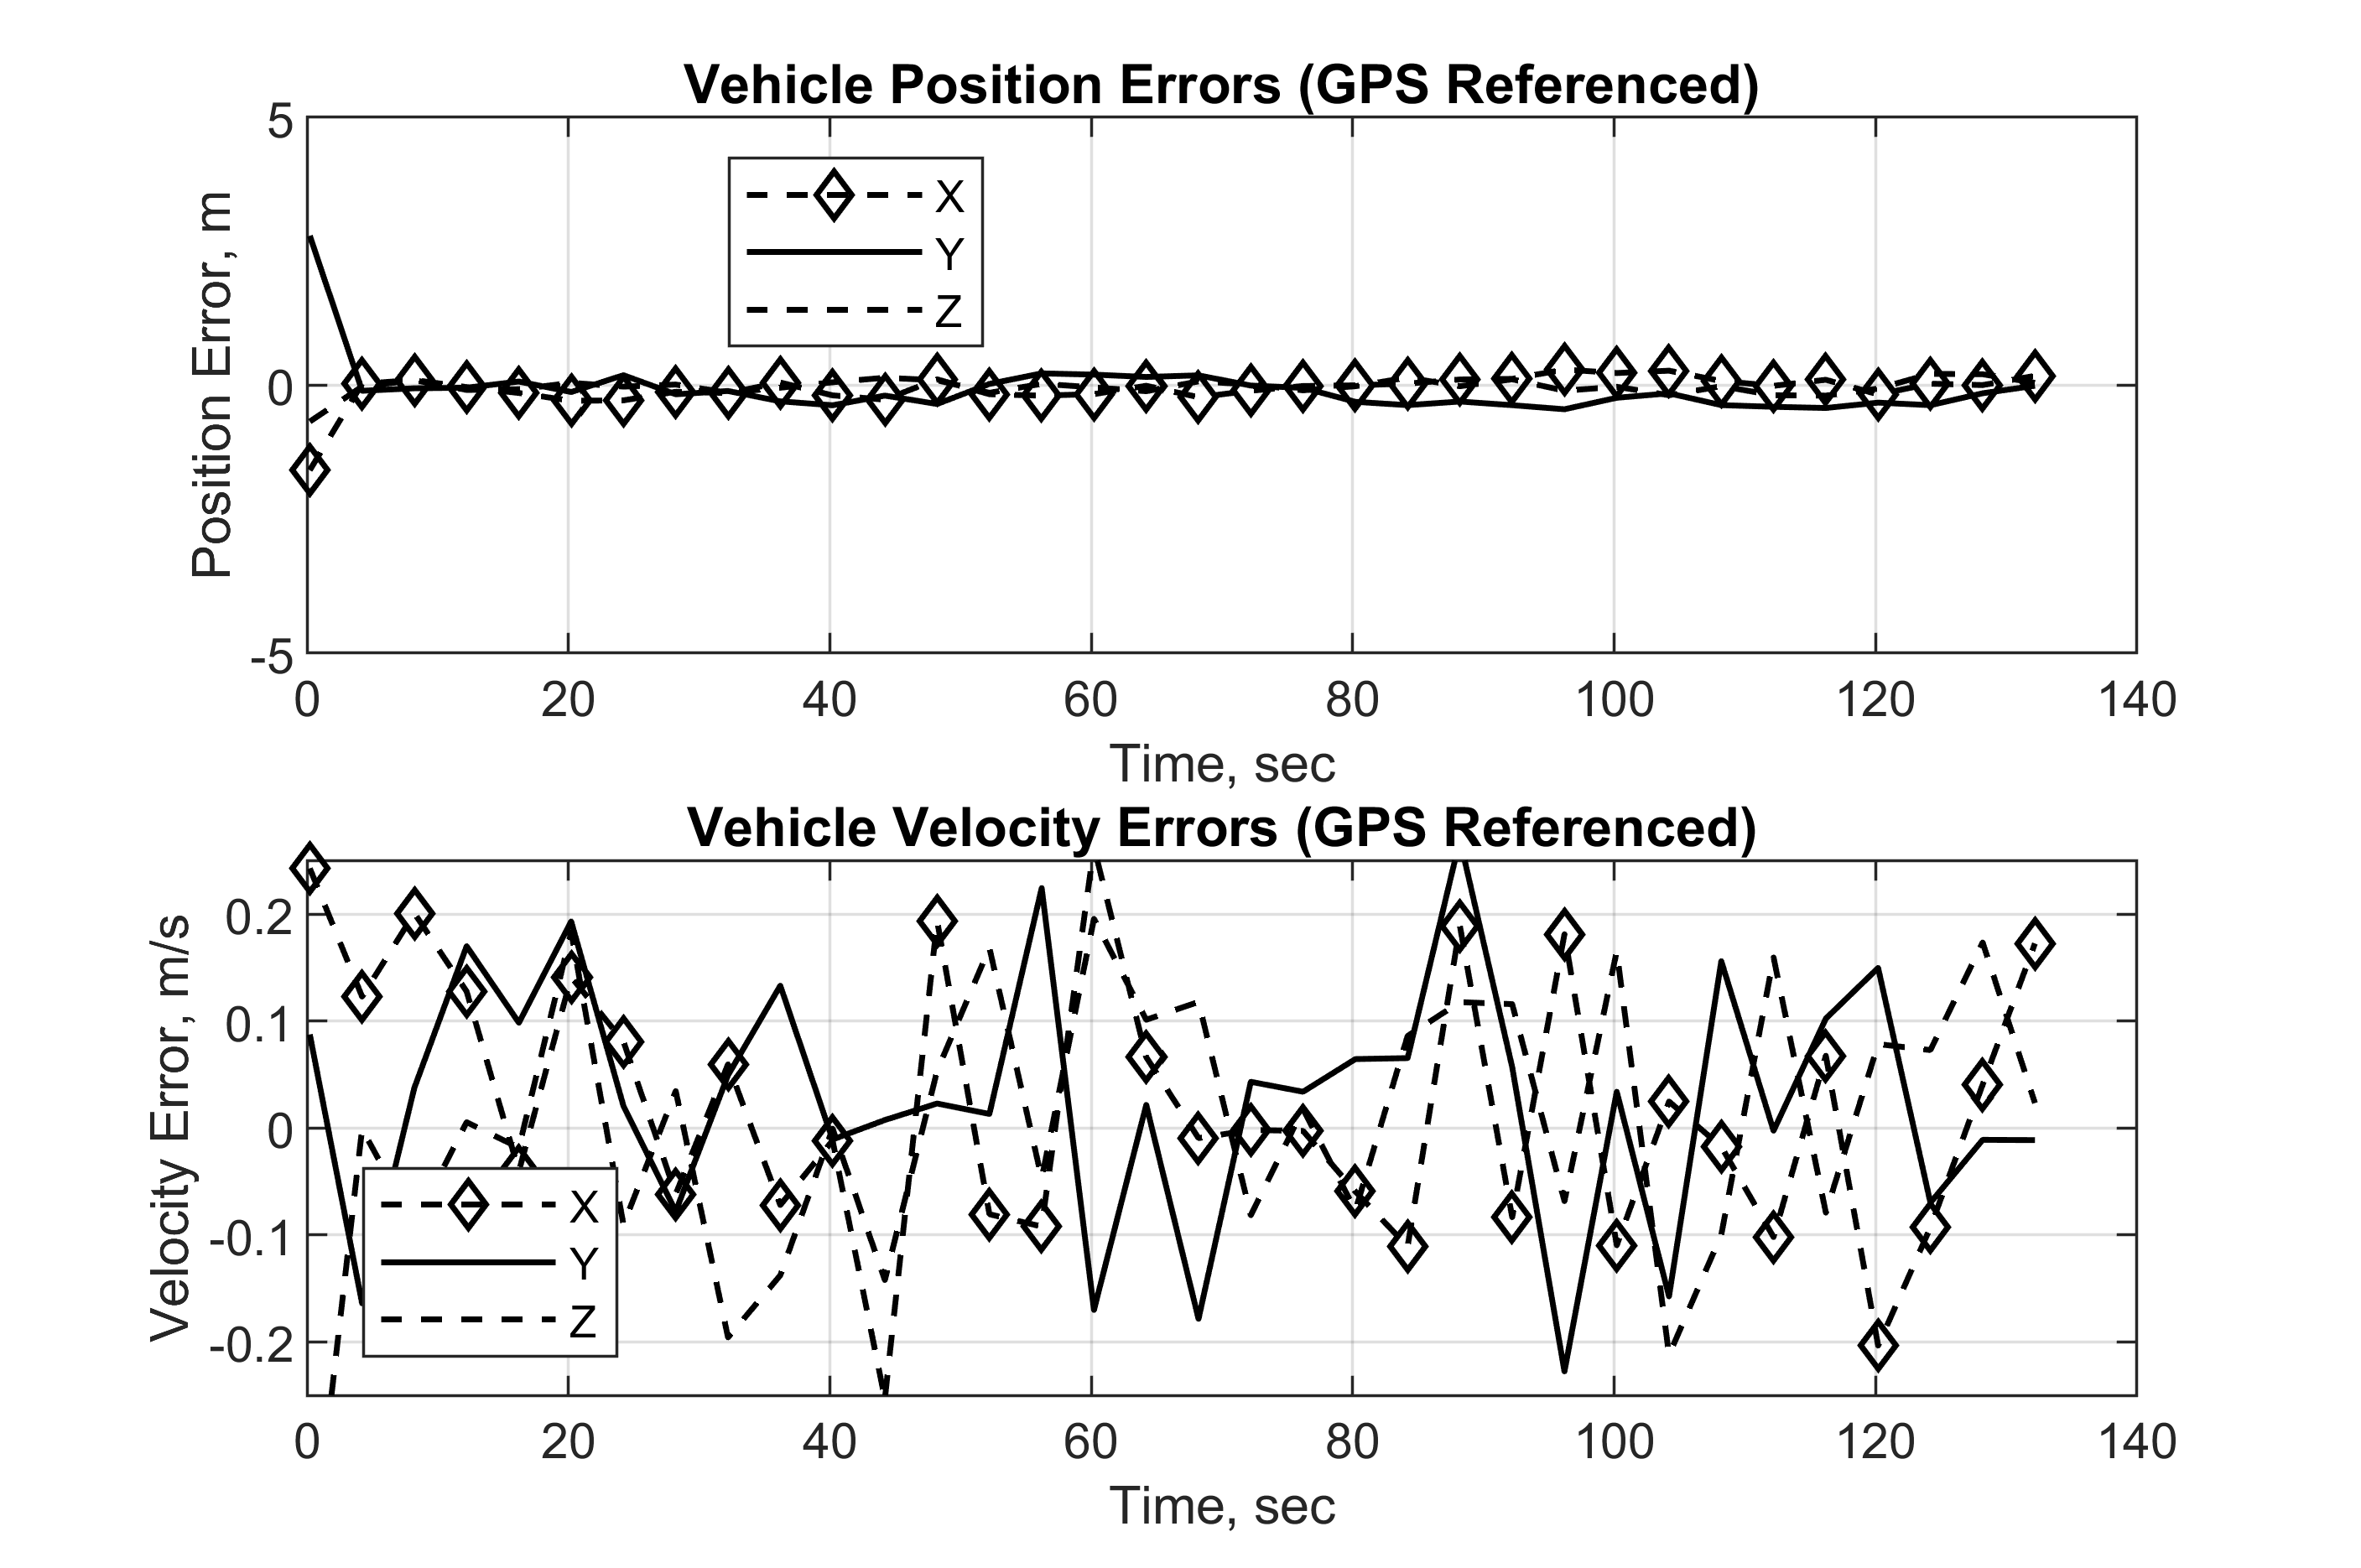 Vehicle Position Errors (GPS Referenced)
5
0
-5
Position Error, m
X
Y
Z
0 20 40 60 80 100 120 140
Time, sec
Vehicle Velocity Errors (GPS Referenced)
0.2
0.1
0
-0.1
-0.2
Velocity Error, m/s
X
Y
Z
0 20 40 60 80 100 120 140
Time, sec